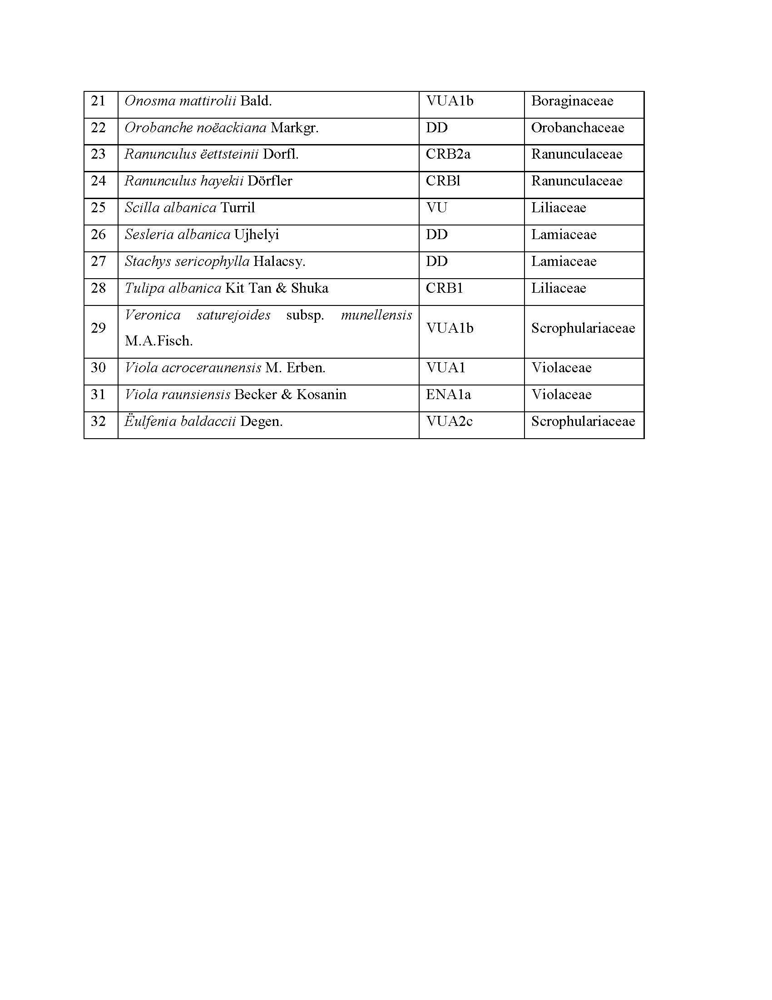 21 Onosma mattirolii Bald. VUA1b Boraginaceae
22 Orobanche noëackiana Markgr. DD Orobanchaceae
23 Ranunculus ëettsteinii Dorfl. CRB2a Ranunculaceae
24 Ranunculus hayekii Dörfler CRBl Ranunculaceae
25 Scilla albanica Turril VU Liliaceae
26 Sesleria albanica Ujhelyi DD Lamiaceae
27 Stachys sericophylla Halacsy. DD Lamiaceae
28 Tulipa albanica Kit Tan & Shuka CRB1 Liliaceae
29 Veronica saturejoides subsp. munellensis VUA1b Scrophulariaceae
M.A.Fisch.
30 Viola acroceraunensis M. Erben. VUA1 Violaceae
31 Viola raunsiensis Becker & Kosanin ENA1a Violaceae
32 Ëulfenia baldaccii Degen. VUA2c Scrophulariaceae